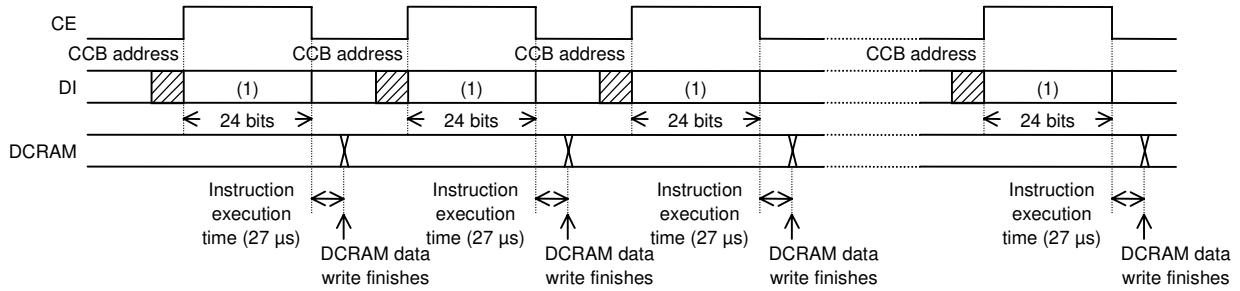 CE
CCB address CCB address CCB address CCB address
DI (1) (1) (1) (1)
24 bits 24 bits 24 bits 24 bits
DCRAM
Instruction Instruction Instruction Instruction
execution execution execution execution
time (27 µs) time (27 µs) time (27 µs) time (27 µs)
DCRAM data DCRAM data DCRAM data DCRAM data
write finishes write finishes write finishes write finishes